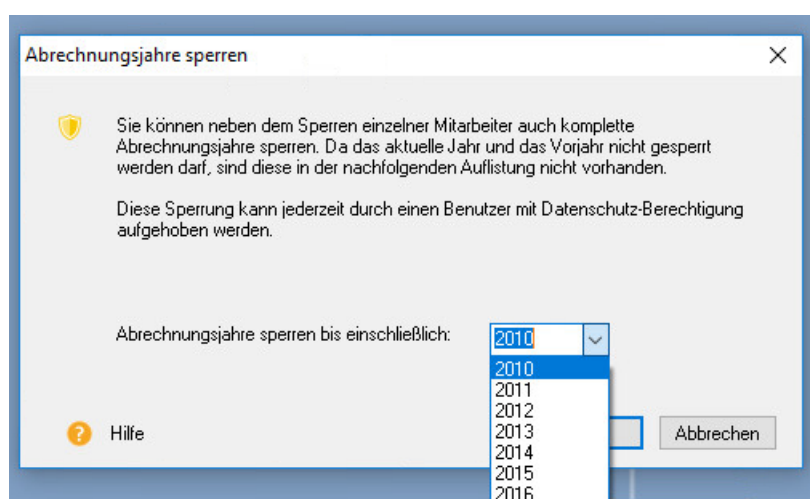 Abrechnungsjahre sperren
Sie können neben dem Sperren einzelner Mitarbeiter auch komplette
Abrechnungsjahre sperren. Da das aktuelle Jahr und das Vorjahr nicht gesperrt
werden darf, sind diese in der nachfolgenden Auflistung nicht vorhanden.
Diese Sperrung kann jederzeit durch einen Benutzer mit Datenschutz-Berechtigung
aufgehoben werden.
Abrechnungsjahre sperren bis einschließlich:
2010
2010
2011
2012
2013
2014
2015
2016
Hilfe
Abbrechen